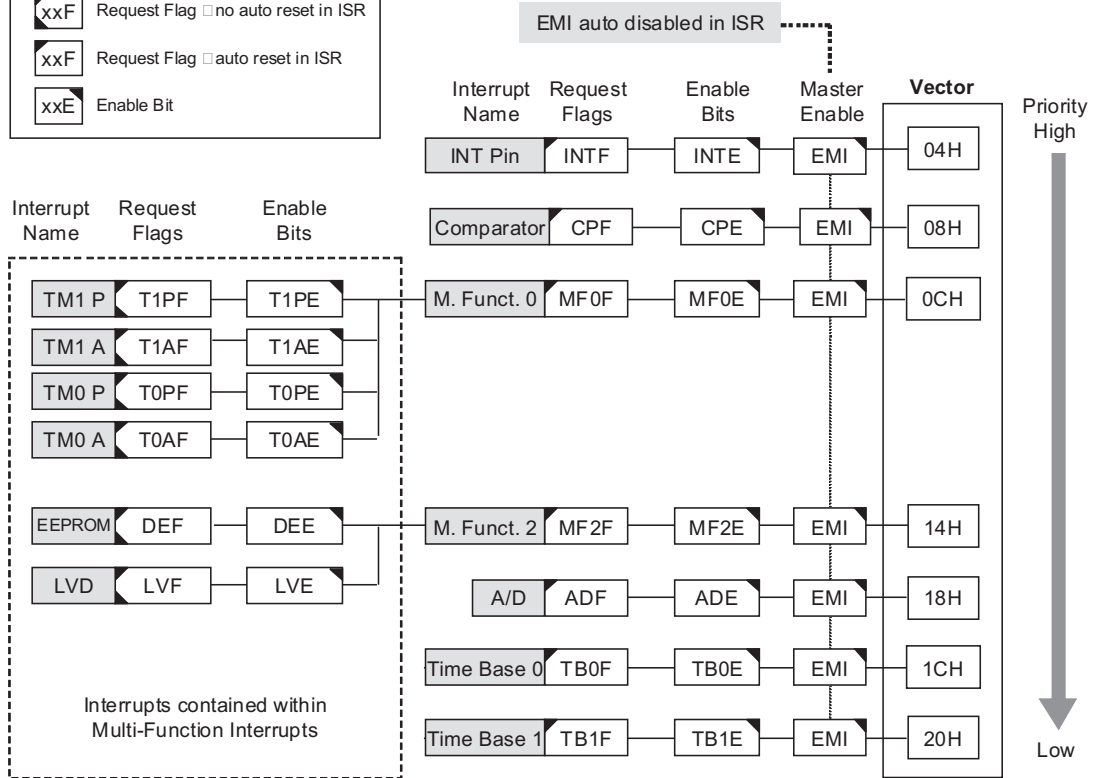 xxF Request Flag □ no auto reset in ISR
xxF Request Flag □ auto reset in ISR
xxE Enable Bit
EMI auto disabled in ISR
Interrupt Name Request Flags Enable Bits Master Enable Vector
Priority High
INT Pin INTF INTE EMI 04H
Interrupt Name Request Flags Enable Bits
Comparator CPF CPE EMI 08H
TM1 P T1PF T1PE M. Funct. 0 MF0F MF0E EMI 0CH
TM1 A T1AF T1AE
TM0 P T0PF T0PE
TM0 A T0AF T0AE
EEPROM DEF DEE M. Funct. 2 MF2F MF2E EMI 14H
LVD LVF LVE A/D ADF ADE EMI 18H
Time Base 0 TB0F TB0E EMI 1CH
Interrupts contained within
Multi-Function Interrupts
Time Base 1 TB1F TB1E EMI 20H
Low